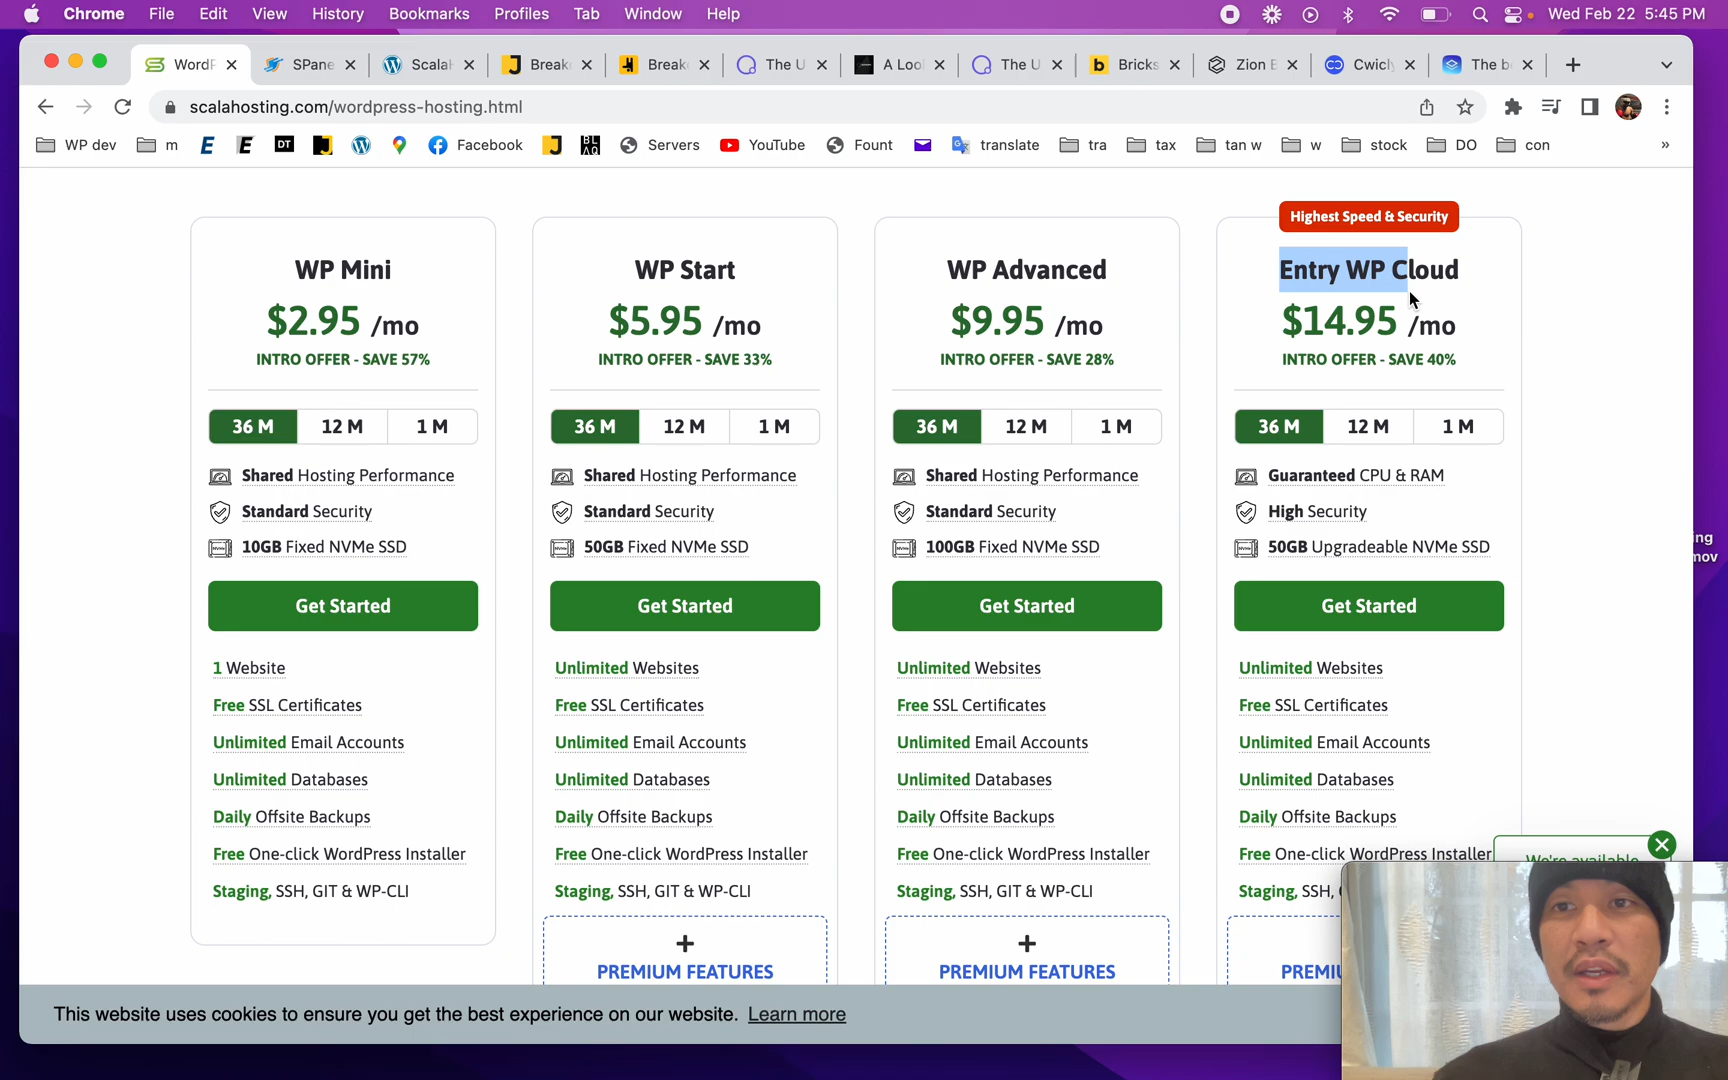 Chrome File Edit View History Bookmarks Profiles Tab Window Help
Wed Feb 22 5:45 PM
WordP
SPane
Scala
Break
Break
The U
A Loo
The U
Bricks
Zion E
Cwicly
The b
scalahosting.com/wordpress-hosting.html
WP dev
m
E
E
DT
Facebook
Servers
YouTube
Fount
translate
tra
tax
tan w
w
stock
DO
con
»
WP Mini
$2.95 /mo
INTRO OFFER - SAVE 57%
36 M 12 M 1 M
Shared Hosting Performance
Standard Security
10GB Fixed NVMe SSD
Get Started
1 Website
Free SSL Certificates
Unlimited Email Accounts
Unlimited Databases
Daily Offsite Backups
Free One-click WordPress Installer
Staging, SSH, GIT & WP-CLI
WP Start
$5.95 /mo
INTRO OFFER - SAVE 33%
36 M 12 M 1 M
Shared Hosting Performance
Standard Security
50GB Fixed NVMe SSD
Get Started
Unlimited Websites
Free SSL Certificates
Unlimited Email Accounts
Unlimited Databases
Daily Offsite Backups
Free One-click WordPress Installer
Staging, SSH, GIT & WP-CLI
+
PREMIUM FEATURES
WP Advanced
$9.95 /mo
INTRO OFFER - SAVE 28%
36 M 12 M 1 M
Shared Hosting Performance
Standard Security
100GB Fixed NVMe SSD
Get Started
Unlimited Websites
Free SSL Certificates
Unlimited Email Accounts
Unlimited Databases
Daily Offsite Backups
Free One-click WordPress Installer
Staging, SSH, GIT & WP-CLI
+
PREMIUM FEATURES
Highest Speed & Security
Entry WP Cloud
$14.95 /mo
INTRO OFFER - SAVE 40%
36 M 12 M 1 M
Guaranteed CPU & RAM
High Security
50GB Upgradeable NVMe SSD
Get Started
Unlimited Websites
Free SSL Certificates
Unlimited Email Accounts
Unlimited Databases
Daily Offsite Backups
Free One-click WordPress Installer
Staging, SSH,
PREMI
We're available
ing
mov
This website uses cookies to ensure you get the best experience on our website. Learn more